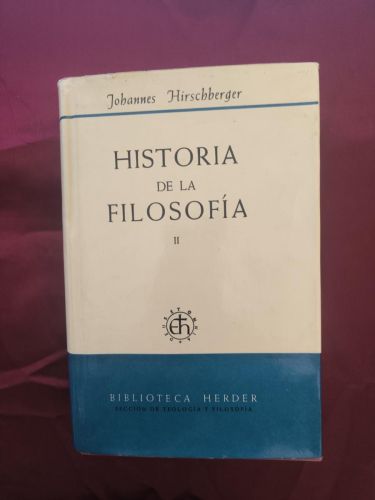 Johannes Hirschberger
HISTORIA
DE LA
FILOSOFÍA
II
BIBLIOTECA HERDER
SECCIÓN DE TEOLOGÍA Y FILOSOFÍA